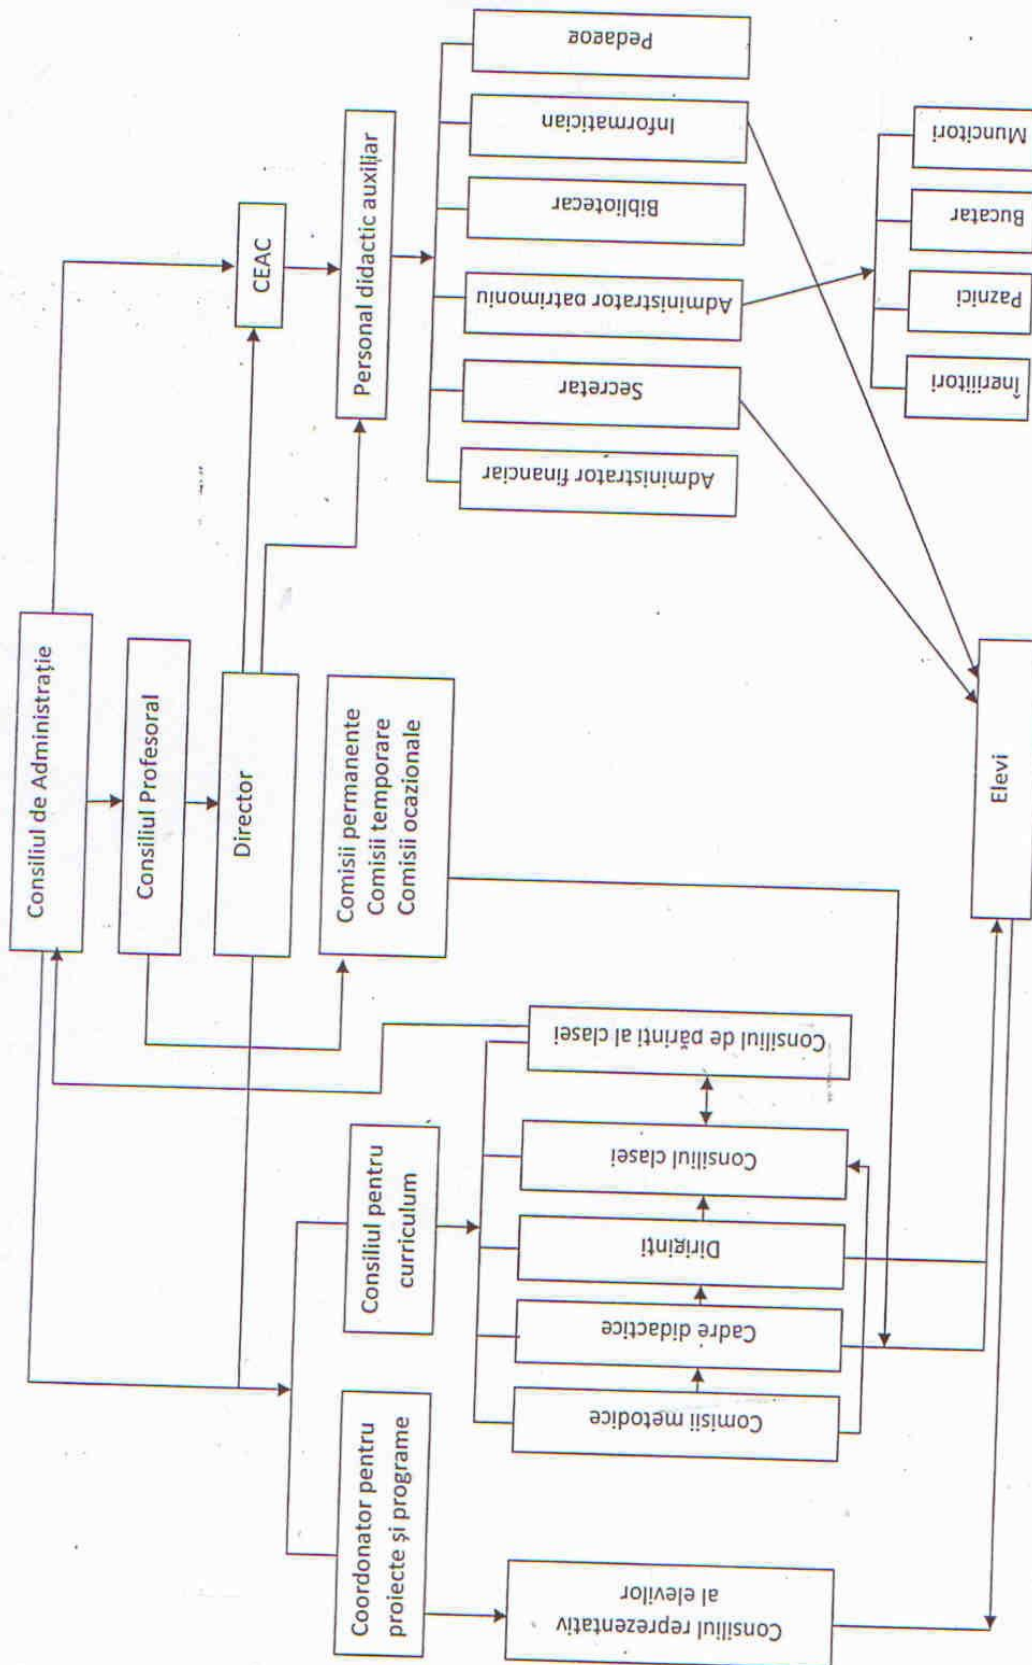 Consiliul de Administrație
Consiliul Profesoral
Director
Comisii permanente
Comisii temporare
Comisii ocazionale
CEAC
Personal didactic auxiliar
Coordonator pentru
proiecte și programe
Consiliul pentru
curriculum
Consiliul reprezentativ
al elevilor
Comisii metodice
Cadre didactice
Diriginți
Consiliul clasei
Consiliul de părinți al clasei
Administrator financiar
Secretar
Administrator patrimoniu
Bibliotecar
Informatician
Pedagog
Îngrijitori
Paznici
Bucatar
Muncitori
Elevi